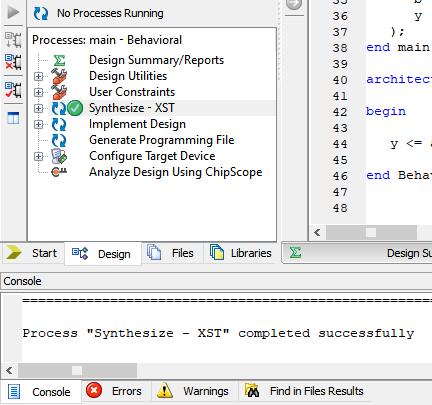 No Processes Running
Processes: main - Behavioral
Design Summary/Reports
Design Utilities
User Constraints
Synthesize - XST
Implement Design
Generate Programming File
Configure Target Device
Analyze Design Using ChipScope
36 y
37 );
38 end main
39
40 architect
41
42 begin
43
44 y <= a
45
46 end Behav
47
48
Start
Design
Files
Libraries
Σ Design Su
Console
Process "Synthesize - XST" completed successfully
Console
Errors
Warnings
Find in Files Results